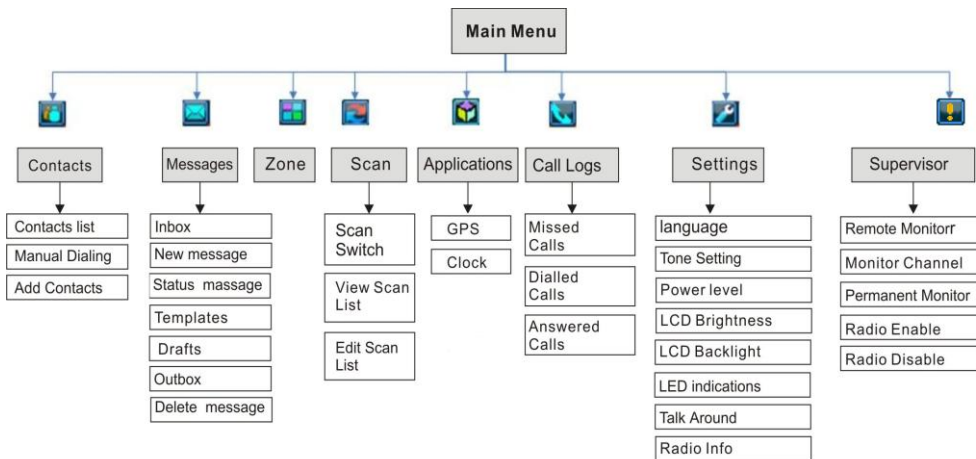 Main Menu
Contacts
Contacts list
Manual Dialing
Add Contacts
Messages
Inbox
New message
Status massage
Templates
Drafts
Outbox
Delete message
Zone
Scan
Scan
Switch
View Scan
List
Edit Scan
List
Applications
GPS
Clock
Call Logs
Missed
Calls
Dialled
Calls
Answered
Calls
Settings
language
Tone Setting
Power level
LCD Brightness
LCD Backlight
LED indications
Talk Around
Radio Info
Supervisor
Remote Monitorr
Monitor Channel
Permanent Monitor
Radio Enable
Radio Disable